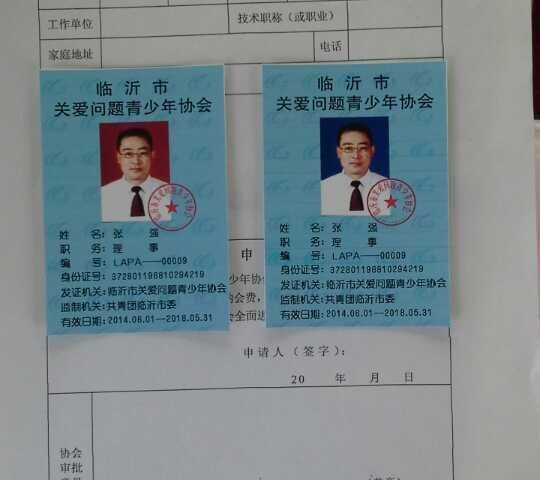 工作单位
技术职称（或职业）
家庭地址
电话
临沂市
关爱问题青少年协会
姓 名：张 强
职 务：理 事
编 号：LAPA——00009
身份证号：372801198810294219
发证机关：临沂市关爱问题青少年协会
监制机关：共青团临沂市委
有效日期：2014.06.01—2018.05.31
临沂市
关爱问题青少年协会
姓 名：张 强
职 务：理 事
编 号：LAPA——00009
身份证号：372801198810294219
发证机关：临沂市关爱问题青少年协会
监制机关：共青团临沂市委
有效日期：2014.06.01—2018.05.31
申
少年协
内会费，
会全面
申请人（签字）：
20 年 月 日
协会
审批